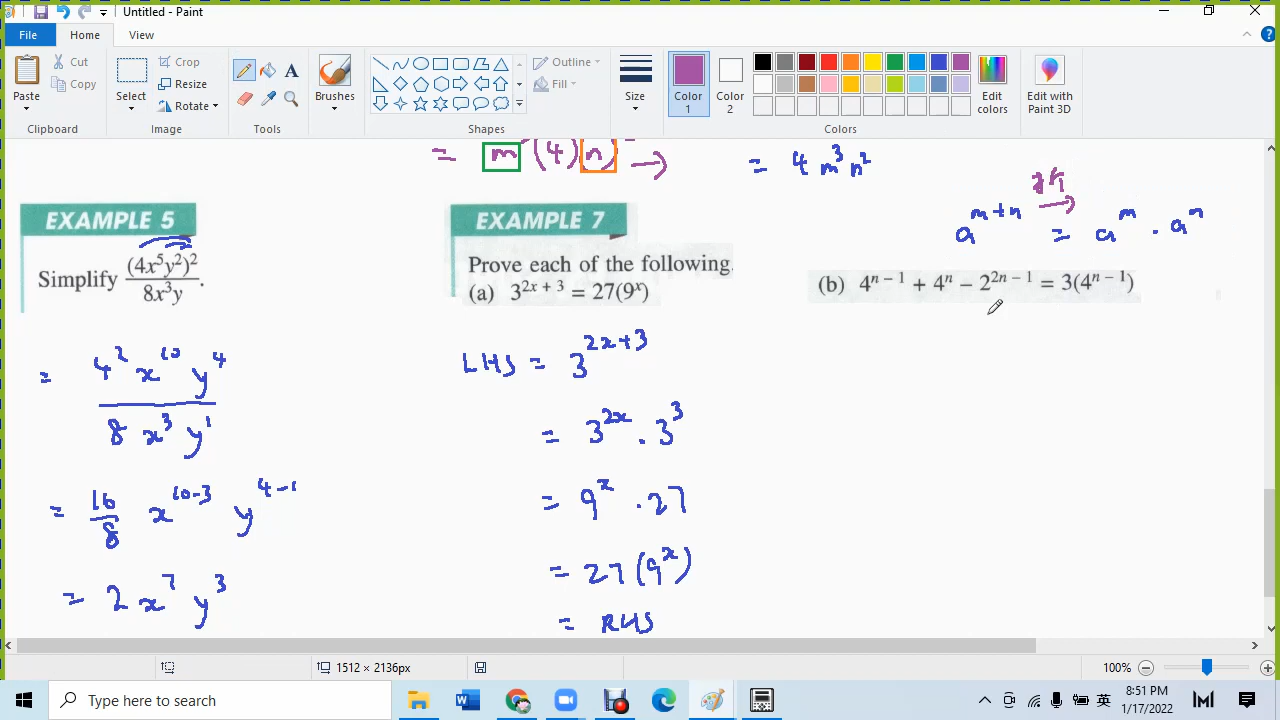 Untitled - Paint
File Home View
Paste Cut Copy Clipboard
Select Crop Resize Rotate Image
Tools
Brushes
Outline Fill Shapes
Size
Color 1 Color 2 Edit colors Colors
Edit with Paint 3D
= m (4) n) →
= 4 m³n²
a^{m+n} = a^m . a^n
EXAMPLE 5
Simplify (4x⁵y²)²/8x³y.
= 4² x^{10} y⁴ / 8 x³ y¹
= 16/8 x^{10-3} y^{4-1}
= 2x⁷ y³
EXAMPLE 7
Prove each of the following.
(a) 3^{2x + 3} = 27(9^x)
LHS = 3^{2x+3}
= 3^{2x} . 3³
= 9^x . 27
= 27 (9^x)
= RHS
(b) 4^{n – 1} + 4^n – 2^{2n – 1} = 3(4^{n – 1})
1512 × 2136px
100%
Type here to search
英
8:51 PM
1/17/2022